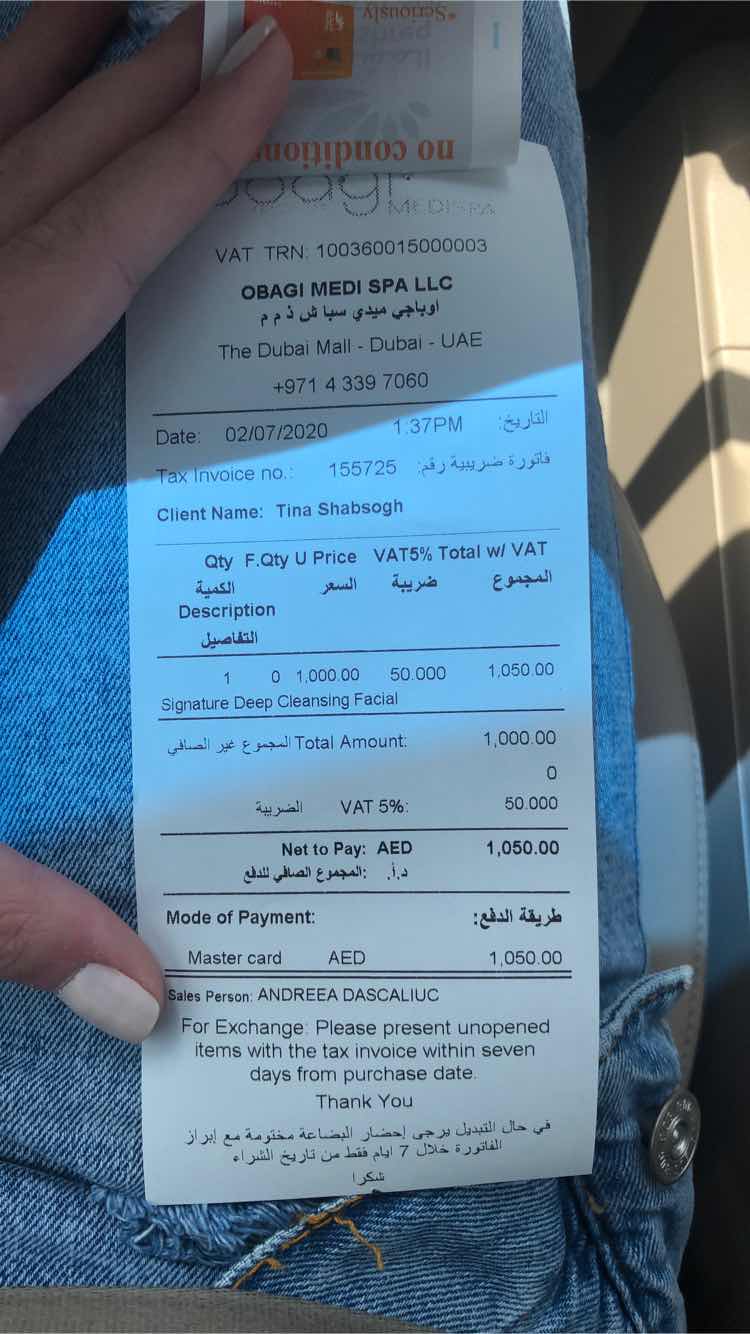 *Seriously
no condition
obagi
MEDISPA
VAT TRN: 100360015000003
OBAGI MEDI SPA LLC
اوباجي ميدي سبا ش ذ م م
The Dubai Mall - Dubai - UAE
+971 4 339 7060
Date: 02/07/2020 1:37PM التاريخ:
Tax Invoice no.: 155725 فاتورة ضريبية رقم:
Client Name: Tina Shabsogh
Qty F.Qty U Price VAT5% Total w/ VAT
الكمية السعر ضريبة المجموع
Description
التفاصيل
1 0 1,000.00 50.000 1,050.00
Signature Deep Cleansing Facial
المجموع غير الصافي Total Amount: 1,000.00
0
الضريبة VAT 5%: 50.000
Net to Pay: AED 1,050.00
المجموع الصافي للدفع: د.أ.
Mode of Payment: طريقة الدفع:
Master card AED 1,050.00
Sales Person: ANDREEA DASCALIUC
For Exchange: Please present unopened
items with the tax invoice within seven
days from purchase date.
Thank You
في حال التبديل يرجى إحضار البضاعة مختومة مع إبراز
الفاتورة خلال 7 ايام فقط من تاريخ الشراء
شكرا